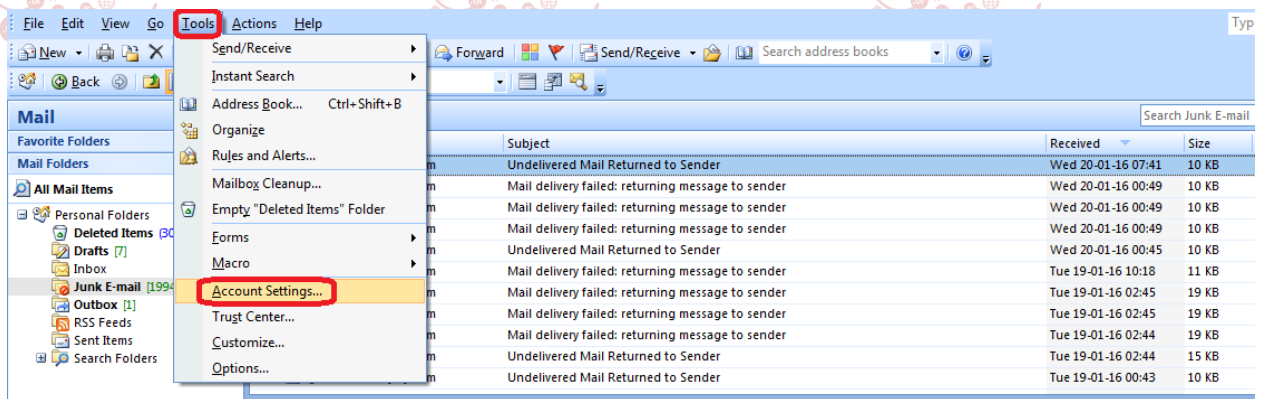 File Edit View Go Tools Actions Help
Typ
New Forward Send/Receive Search address books
Back
Send/Receive
Instant Search
Address Book... Ctrl+Shift+B
Organize
Rules and Alerts...
Mailbox Cleanup...
Empty "Deleted Items" Folder
Forms
Macro
Account Settings...
Trust Center...
Customize...
Options...
Mail
Favorite Folders
Mail Folders
All Mail Items
Personal Folders
Deleted Items (30
Drafts [7]
Inbox
Junk E-mail [1994
Outbox [1]
RSS Feeds
Sent Items
Search Folders
Search Junk E-mail
Subject Received Size
m Undelivered Mail Returned to Sender Wed 20-01-16 07:41 10 KB
m Mail delivery failed: returning message to sender Wed 20-01-16 00:49 10 KB
m Mail delivery failed: returning message to sender Wed 20-01-16 00:49 10 KB
m Mail delivery failed: returning message to sender Wed 20-01-16 00:49 10 KB
m Undelivered Mail Returned to Sender Wed 20-01-16 00:45 10 KB
m Mail delivery failed: returning message to sender Tue 19-01-16 10:18 11 KB
m Mail delivery failed: returning message to sender Tue 19-01-16 02:45 19 KB
m Mail delivery failed: returning message to sender Tue 19-01-16 02:45 19 KB
m Mail delivery failed: returning message to sender Tue 19-01-16 02:44 19 KB
m Undelivered Mail Returned to Sender Tue 19-01-16 02:44 15 KB
m Undelivered Mail Returned to Sender Tue 19-01-16 00:43 10 KB